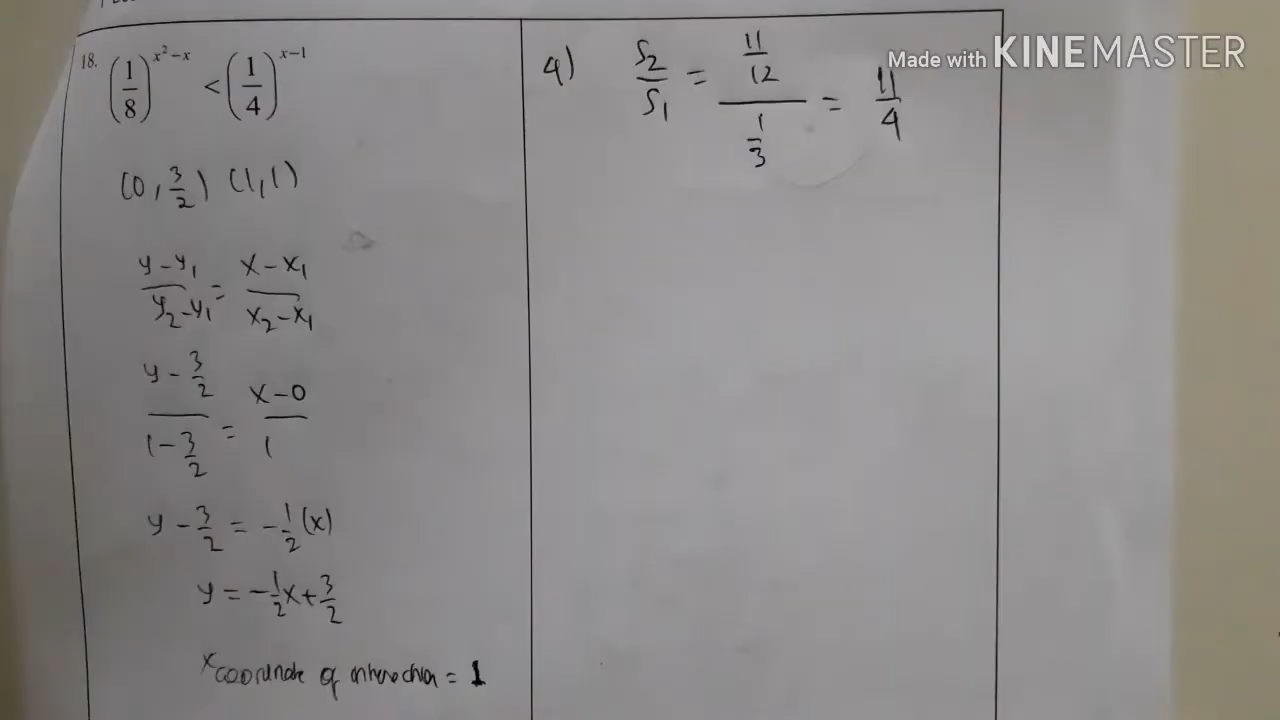 18. (1/8)^(x²−x) < (1/4)^(x−1)
(0, 3/2) (1,1)
(y−y₁)/(y₂−y₁) = (x−x₁)/(x₂−x₁)
(y − 3/2)/(1 − 3/2) = (x−0)/1
y − 3/2 = −1/2(x)
y = −1/2x + 3/2
x coordinate of = 1
Made with KINEMASTER
4) S₂/S₁ = (11/12)/(1/3) = 11/4